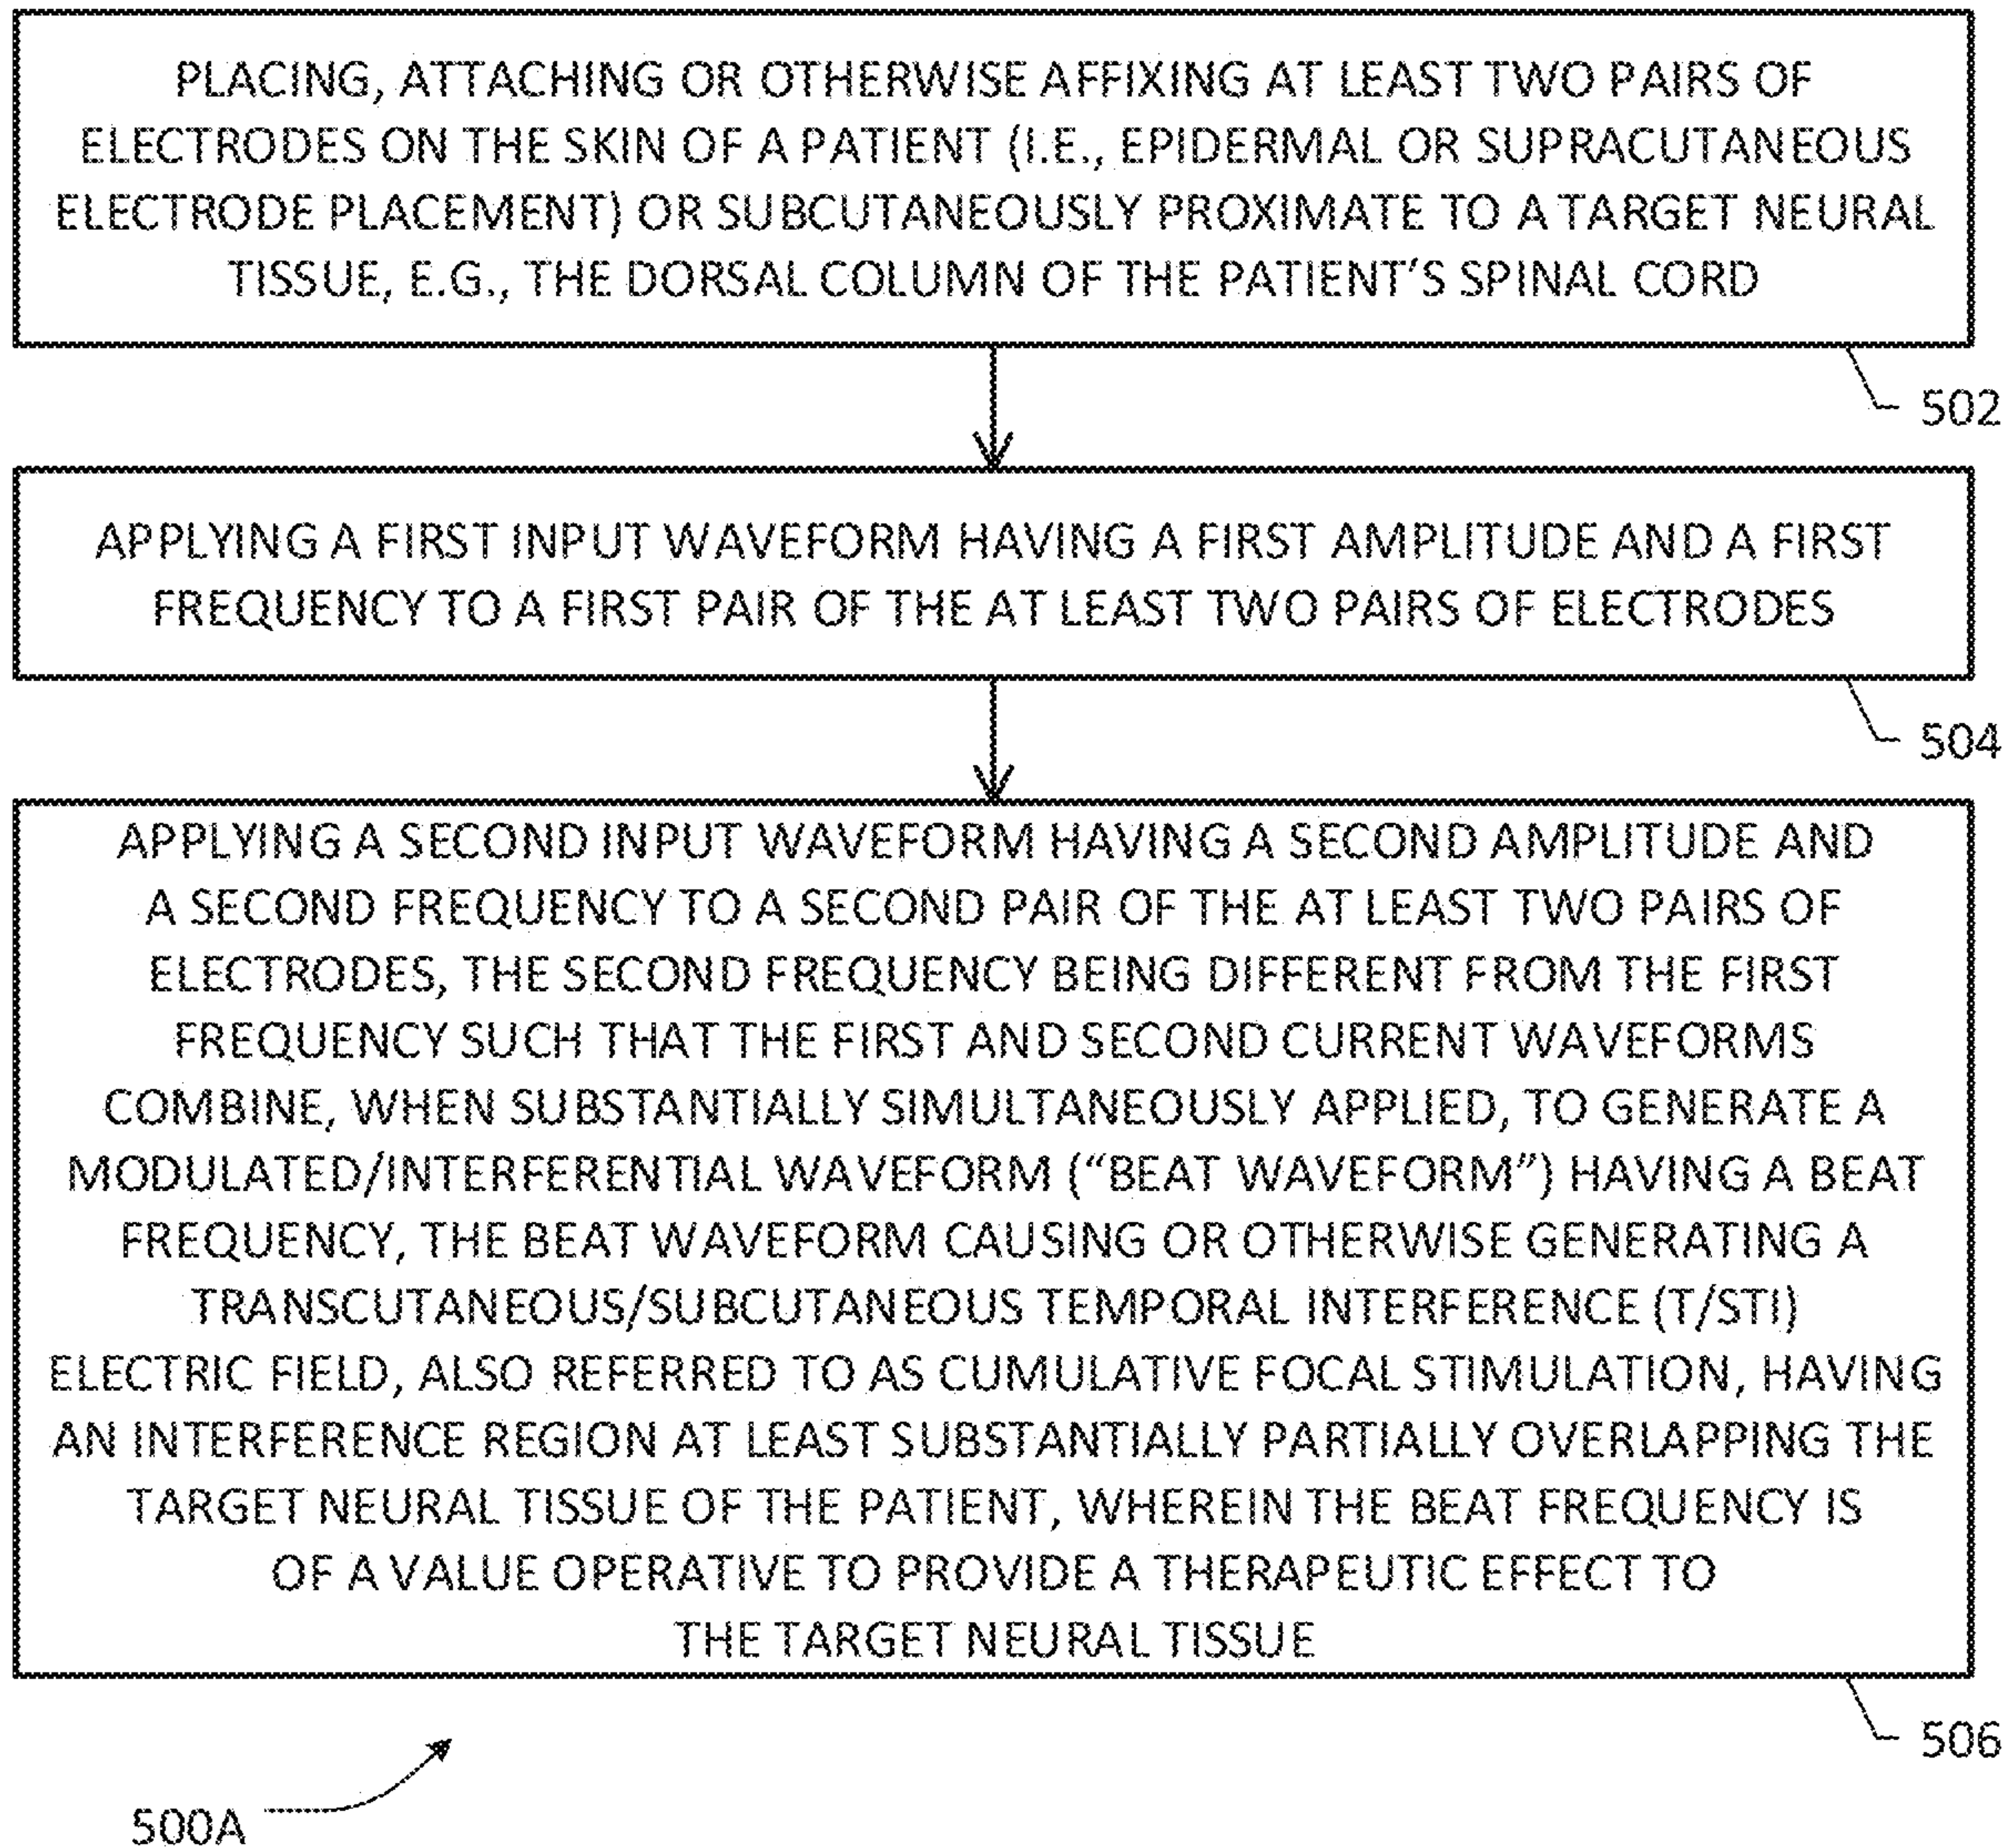 PLACING, ATTACHING OR OTHERWISE AFFIXING AT LEAST TWO PAIRS OF
ELECTRODES ON THE SKIN OF A PATIENT (I.E., EPIDERMAL OR SUPRACUTANEOUS
ELECTRODE PLACEMENT) OR SUBCUTANEOUSLY PROXIMATE TO A TARGET NEURAL
TISSUE, E.G., THE DORSAL COLUMN OF THE PATIENT'S SPINAL CORD
502
APPLYING A FIRST INPUT WAVEFORM HAVING A FIRST AMPLITUDE AND A FIRST
FREQUENCY TO A FIRST PAIR OF THE AT LEAST TWO PAIRS OF ELECTRODES
504
APPLYING A SECOND INPUT WAVEFORM HAVING A SECOND AMPLITUDE AND
A SECOND FREQUENCY TO A SECOND PAIR OF THE AT LEAST TWO PAIRS OF
ELECTRODES, THE SECOND FREQUENCY BEING DIFFERENT FROM THE FIRST
FREQUENCY SUCH THAT THE FIRST AND SECOND CURRENT WAVEFORMS
COMBINE, WHEN SUBSTANTIALLY SIMULTANEOUSLY APPLIED, TO GENERATE A
MODULATED/INTERFERENTIAL WAVEFORM ("BEAT WAVEFORM") HAVING A BEAT
FREQUENCY, THE BEAT WAVEFORM CAUSING OR OTHERWISE GENERATING A
TRANSCUTANEOUS/SUBCUTANEOUS TEMPORAL INTERFERENCE (T/STI)
ELECTRIC FIELD, ALSO REFERRED TO AS CUMULATIVE FOCAL STIMULATION, HAVING
AN INTERFERENCE REGION AT LEAST SUBSTANTIALLY PARTIALLY OVERLAPPING THE
TARGET NEURAL TISSUE OF THE PATIENT, WHEREIN THE BEAT FREQUENCY IS
OF A VALUE OPERATIVE TO PROVIDE A THERAPEUTIC EFFECT TO
THE TARGET NEURAL TISSUE
506
500A